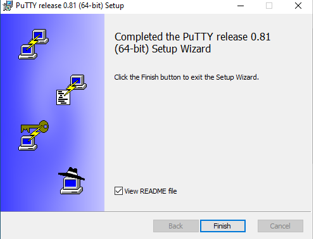 PuTTY release 0.81 (64-bit) Setup
Completed the PuTTY release 0.81
(64-bit) Setup Wizard
Click the Finish button to exit the Setup Wizard.
View README file
Back
Finish
Cancel